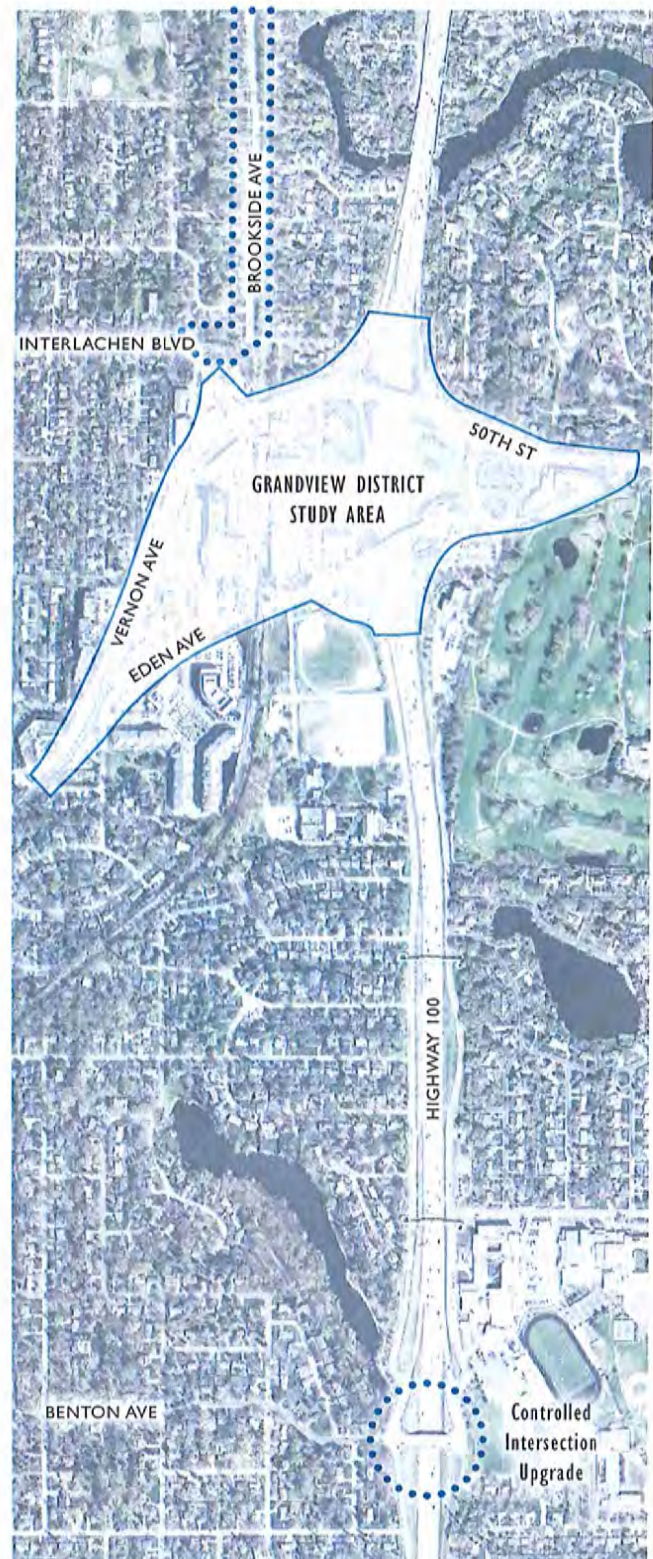 BROOKSIDE AVE
INTERLACHEN BLVD
50TH ST
GRANDVIEW DISTRICT
STUDY AREA
VERNON AVE
EDEN AVE
HIGHWAY 100
BENTON AVE
Controlled
Intersection
Upgrade